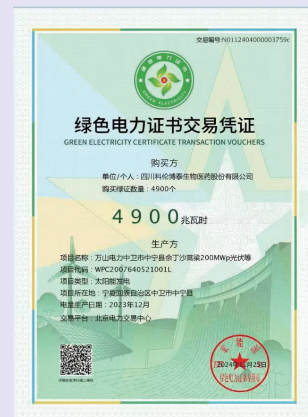 交易编号:N0112404000003759c
绿色电力证书交易凭证
GREEN ELECTRICITY CERTIFICATE TRANSACTION VOUCHERS
购买方
单位/个人:四川科伦博泰生物医药股份有限公司
购买绿证数量:4900个
4900兆瓦时
生产方
项目名称:万山电力中卫市中宁县余丁沙蒿梁200MWp光伏等
项目代码:WPC2007640521001L
项目类型:太阳能发电
项目所在地:宁夏回族自治区中卫市中宁县
电量生产日期:2023年12月
交易平台:北京电力交易中心